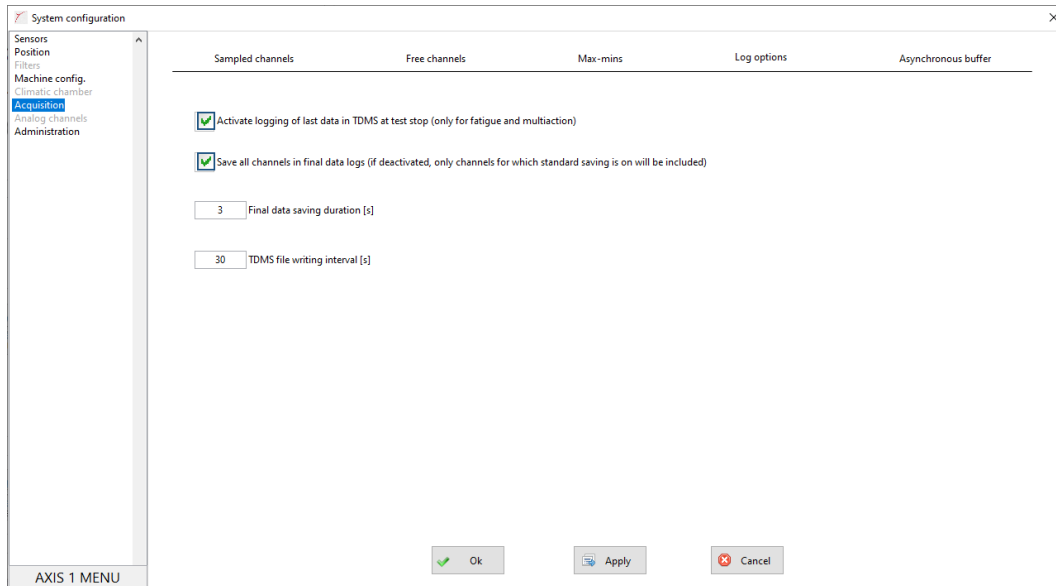 System configuration
Sensors
Position
Filters
Machine config.
Climatic chamber
Acquisition
Analog channels
Administration
AXIS 1 MENU
Sampled channels
Free channels
Max-mins
Log options
Asynchronous buffer
Activate logging of last data in TDMS at test stop (only for fatigue and multiaction)
Save all channels in final data logs (if deactivated, only channels for which standard saving is on will be included)
3 Final data saving duration [s]
30 TDMS file writing interval [s]
Ok
Apply
Cancel